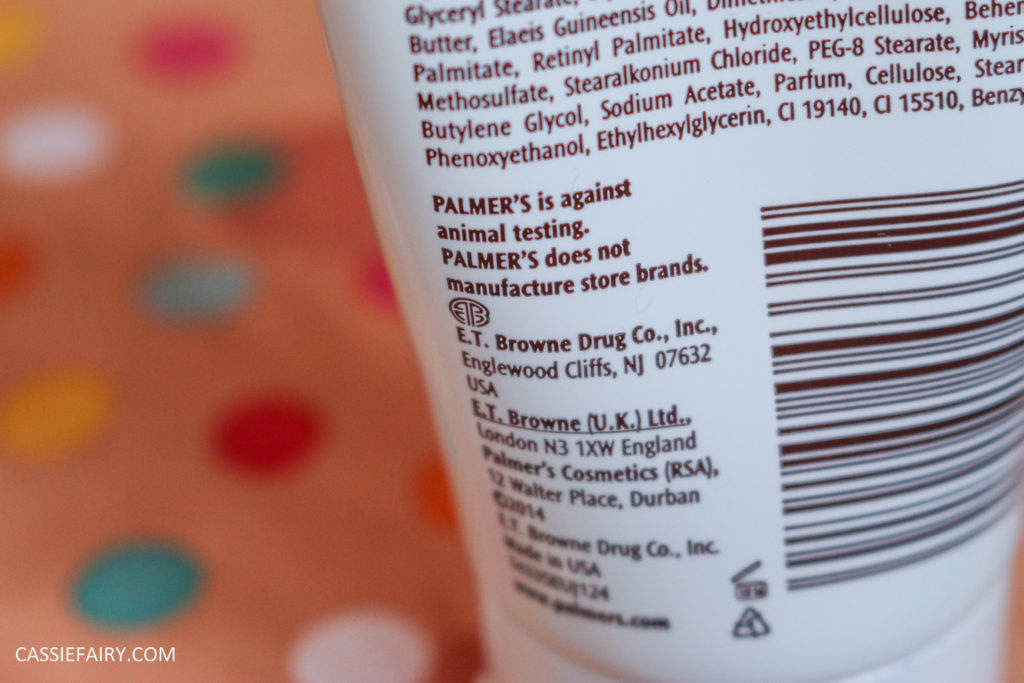 Glyceryl Stearate,
Butter, Elaeis Guineensis Oil,
Palmitate, Retinyl Palmitate, Hydroxyethylcellulose,
Methosulfate, Stearalkonium Chloride, PEG-8 Stearate,
Butylene Glycol, Sodium Acetate, Parfum, Cellulose,
Phenoxyethanol, Ethylhexylglycerin, CI 19140, CI 15510,
PALMER'S is against
animal testing.
PALMER'S does not
manufacture store brands.
ETB
E.T. Browne Drug Co., Inc.,
Englewood Cliffs, NJ 07632
USA
E.T. Browne (U.K.) Ltd.,
London N3 1XW England
Palmer's Cosmetics (RSA),
12 Walter Place, Durban
©2014
E.T. Browne Drug Co., Inc.
Made in USA
www.palmers.com
CASSIEFAIRY.COM